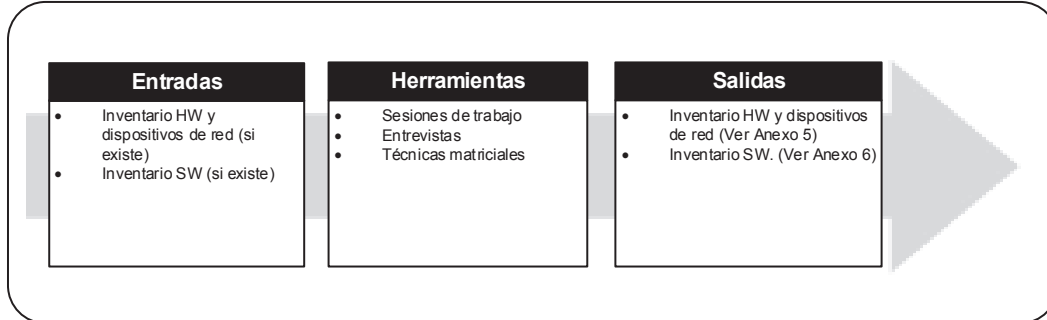 Entradas
• Inventario HW y
dispositivos de red (si
existe)
• Inventario SW (si existe)
Herramientas
• Sesiones de trabajo
• Entrevistas
• Técnicas matriciales
Salidas
• Inventario HW y dispositivos
de red (Ver Anexo 5)
• Inventario SW. (Ver Anexo 6)